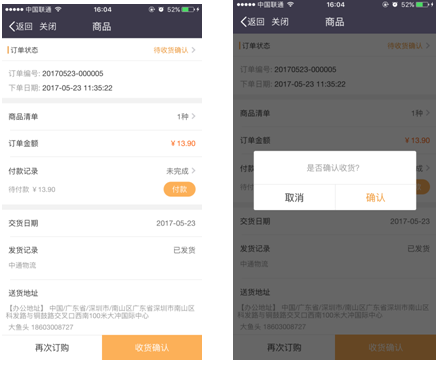 中国联通 16:04 52%
返回 关闭 商品
订单状态 待收货确认
订单编号: 20170523-000005
下单日期: 2017-05-23 11:35:22
商品清单 1种
订单金额 ¥13.90
付款记录 未完成
待付款 ¥13.90 付款
交货日期 2017-05-23
发货记录 已发货
中通物流
送货地址
【办公地址】 中国/广东省/深圳市/南山区广东省深圳市南山区
科发路与铜鼓路交叉口西南100米大冲国际中心
大鱼头 18603008727
再次订购 收货确认
中国联通 16:04 52%
返回 关闭 商品
订单状态 待收货确认
订单编号: 20170523-000005
下单日期: 2017-05-23 11:35:22
商品清单 1种
订单金额 ¥13.90
付款
成
待付
是否确认收货?
取消 确认
交货日期 2017-05-23
发货记录 已发货
中通物流
送货地址
【办公地址】 中国/广东省/深圳市/南山区广东省深圳市南山区
科发路与铜鼓路交叉口西南100米大冲国际中心
大鱼头 18603008727
再次订购 收货确认